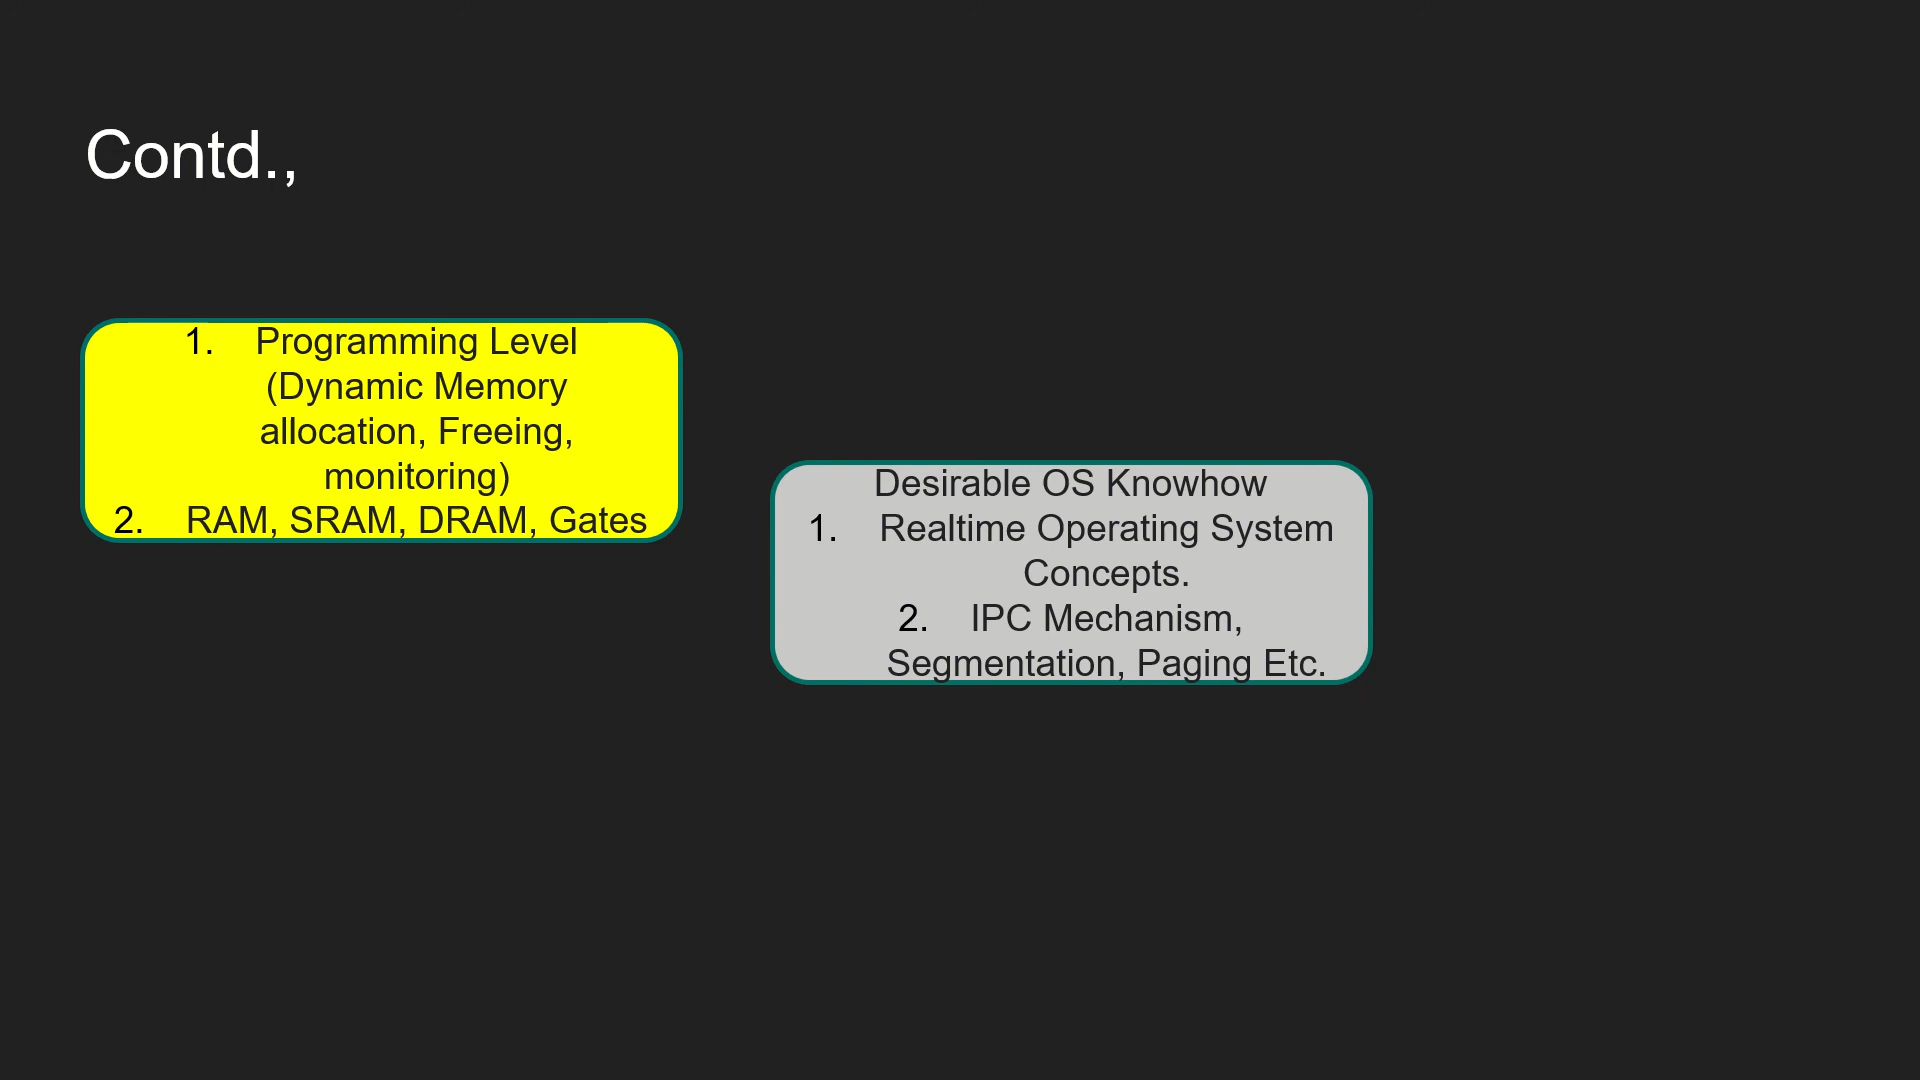 Contd.,
1. Programming Level
(Dynamic Memory
allocation, Freeing,
monitoring)
2. RAM, SRAM, DRAM, Gates
Desirable OS Knowhow
1. Realtime Operating System
Concepts.
2. IPC Mechanism,
Segmentation, Paging Etc.